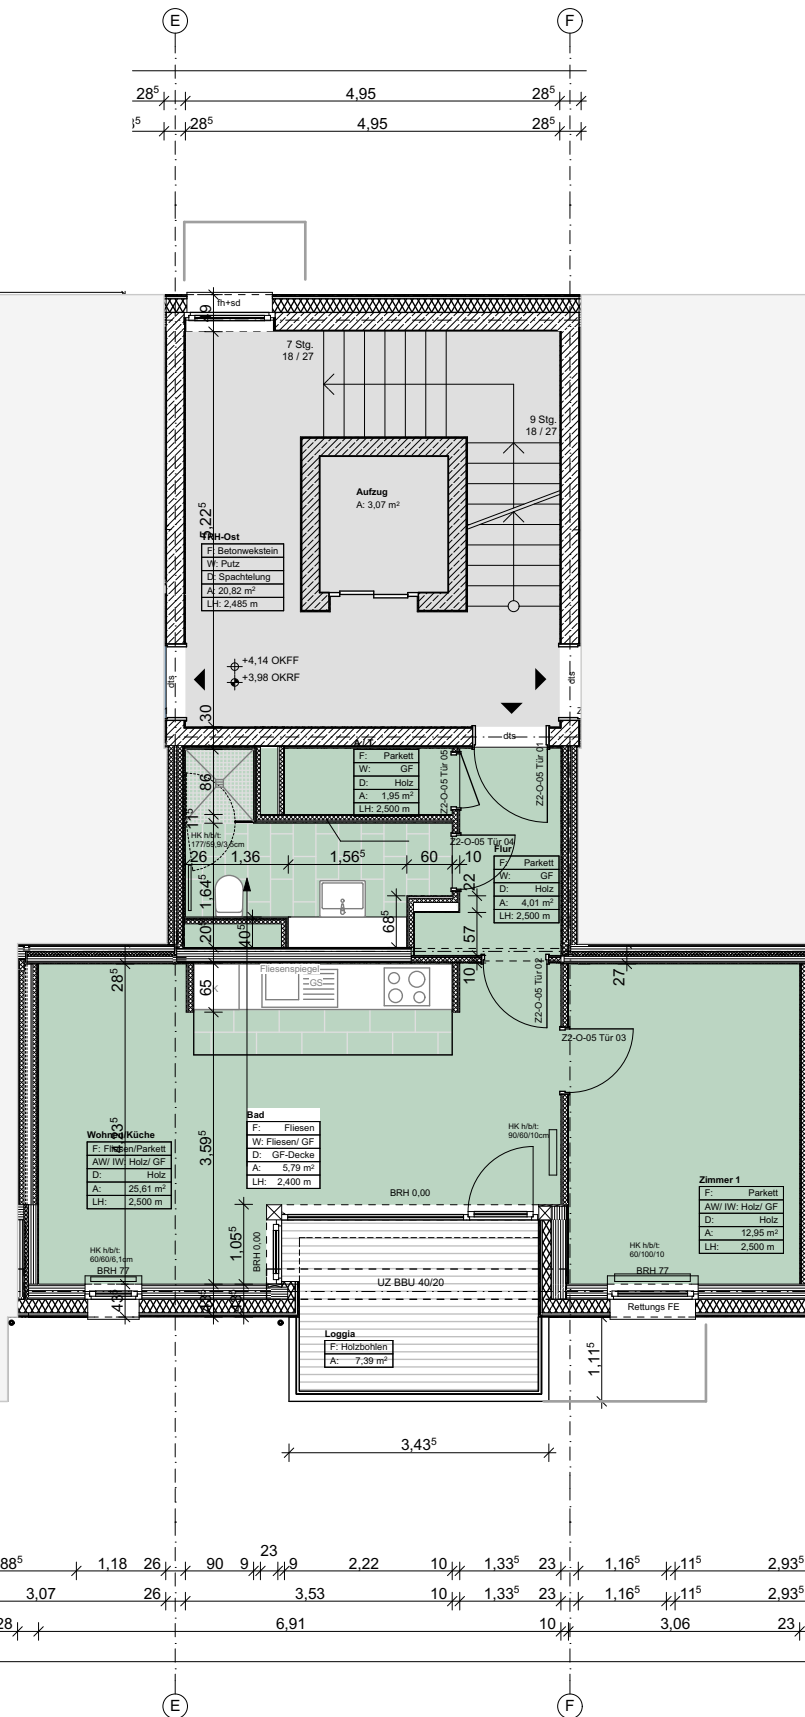 E
F
28⁵
4,95
28⁵
28⁵
4,95
28⁵
fh+sd
49
7 Stg.
18 / 27
9 Stg.
18 / 27
Aufzug
A: 3,07 m²
5,22⁵
TRH-Ost
F: Betonwekstein
W: Putz
D: Spachtelung
A: 20,82 m²
LH: 2,485 m
+4,14 OKFF
+3,98 OKRF
dts
dts
30
dts
A / T
F: Parkett
W: GF
D: Holz
A: 1,95 m²
LH: 2,500 m
Z2-O-05 Tür 05
Z2-O-05 Tür 01
86
11⁵
HK h/b/t:
177/59,9/3,5cm
Z2-O-05 Tür 04
26
1,36
1,56⁵
60
10
Flur
F: Parkett
W: GF
D: Holz
A: 4,01 m²
LH: 2,500 m
1,64⁵
22
20⁵
40⁵
68⁵
57
28⁵
65
Fliesenspiegel
GS
10
Z2-O-05 Tür 02
27
Z2-O-05 Tür 03
Wohnen/Küche
F: Fliesen/Parkett
AW/ IW: Holz/ GF
D: Holz
A: 25,61 m²
LH: 2,500 m
3,59⁵
Bad
F: Fliesen
W: Fliesen/ GF
D: GF-Decke
A: 5,79 m²
LH: 2,400 m
HK h/b/t:
90/60/10cm
Zimmer 1
F: Parkett
AW/ IW: Holz/ GF
D: Holz
A: 12,95 m²
LH: 2,500 m
BRH 0,00
1,05⁵
BRH 0,00
HK h/b/t:
60/60/6,1cm
BRH 77
HK h/b/t:
60/100/10
BRH 77
UZ BBU 40/20
43⁵
43⁵
43⁵
Rettungs FE
Loggia
F: Holzbohlen
A: 7,39 m²
1,11⁵
3,43⁵
88⁵
1,18
26
90
9
23
9
2,22
10
1,33⁵
23
1,16⁵
11⁵
2,93⁵
3,07
26
3,53
10
1,33⁵
23
1,16⁵
11⁵
2,93⁵
28
6,91
10
3,06
23
E
F